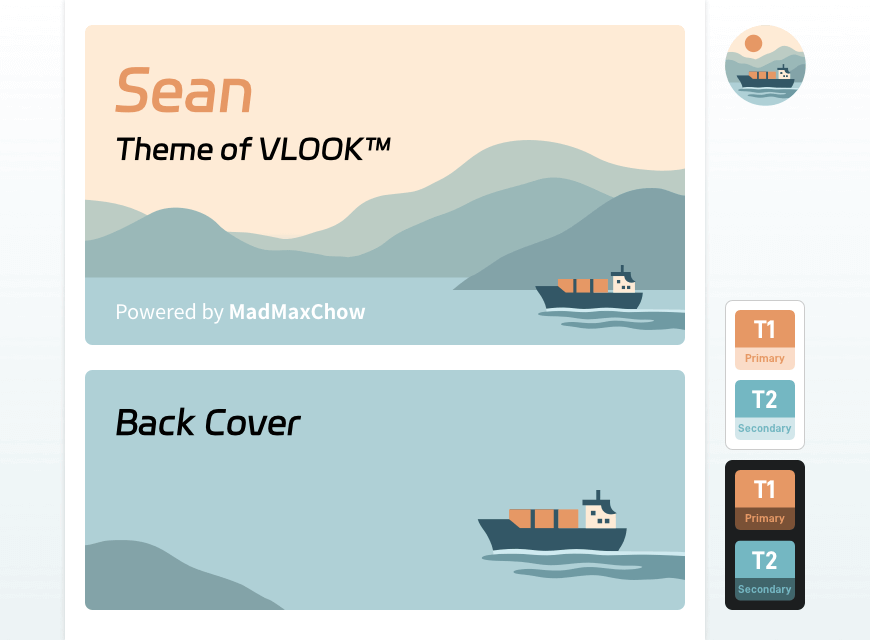 Sean
Theme of VLOOK™
Powered by MadMaxChow
Back Cover
T1
Primary
T2
Secondary
T1
Primary
T2
Secondary